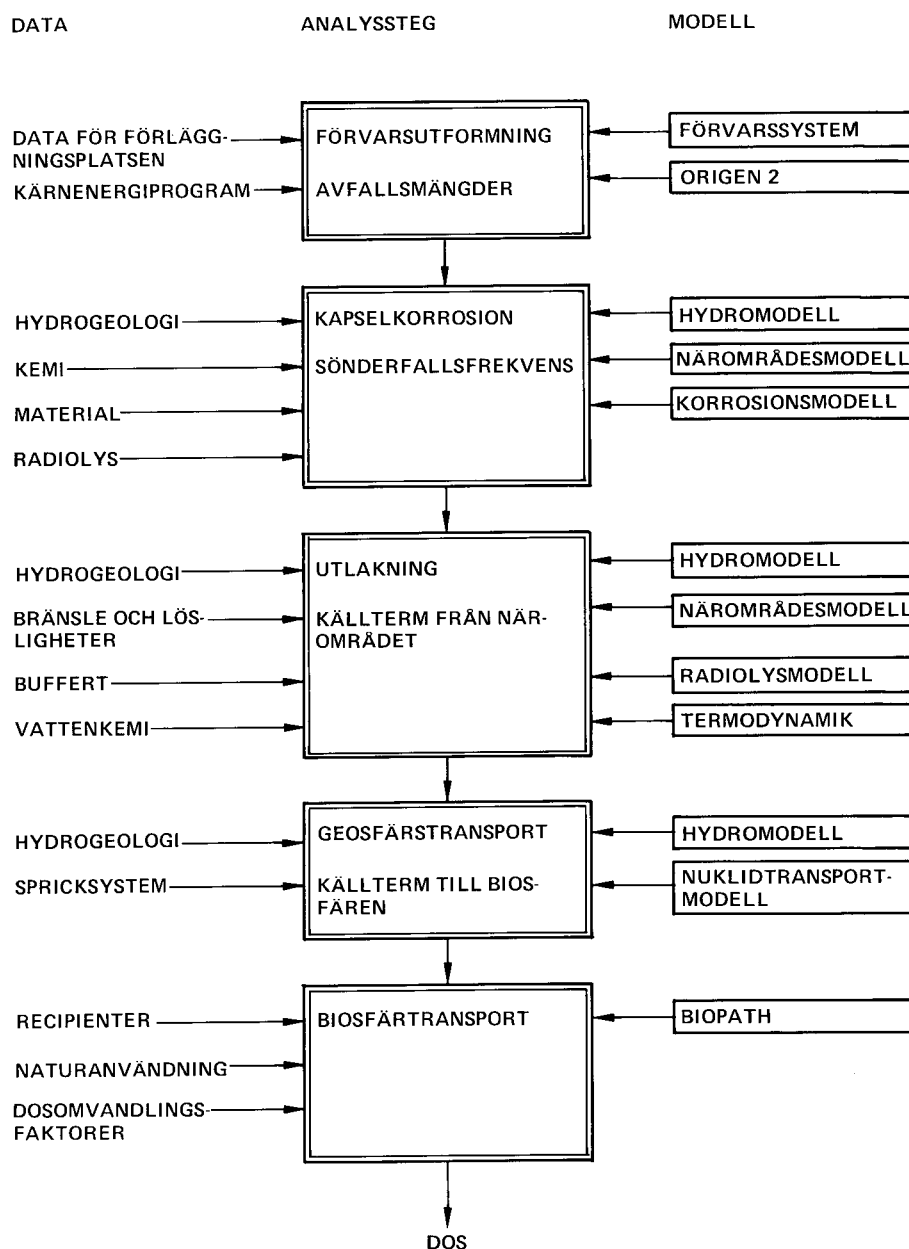 DATA
ANALYSSTEG
MODELL
DATA FÖR FÖRLÄGG-
NINGSPLATSEN
KÄRNENERGIPROGRAM
FÖRVARSUTFORMNING
AVFALLSMÄNGDER
FÖRVARSSYSTEM
ORIGEN 2
HYDROGEOLOGI
KEMI
MATERIAL
RADIOLYS
KAPSELKORROSION
SÖNDERFALLSFREKVENS
HYDROMODELL
NÄROMRÅDESMODELL
KORROSIONSMODELL
HYDROGEOLOGI
BRÄNSLE OCH LÖS-
LIGHETER
BUFFERT
VATTENKEMI
UTLAKNING
KÄLLTERM FRÅN NÄR-
OMRÅDET
HYDROMODELL
NÄROMRÅDESMODELL
RADIOLYSMODELL
TERMODYNAMIK
HYDROGEOLOGI
SPRICKSYSTEM
GEOSFÄRSTRANSPORT
KÄLLTERM TILL BIOS-
FÄREN
HYDROMODELL
NUKLIDTRANSPORT-
MODELL
RECIPIENTER
NATURANVÄNDNING
DOSOMVANDLINGS-
FAKTORER
BIOSFÄRTRANSPORT
BIOPATH
DOS